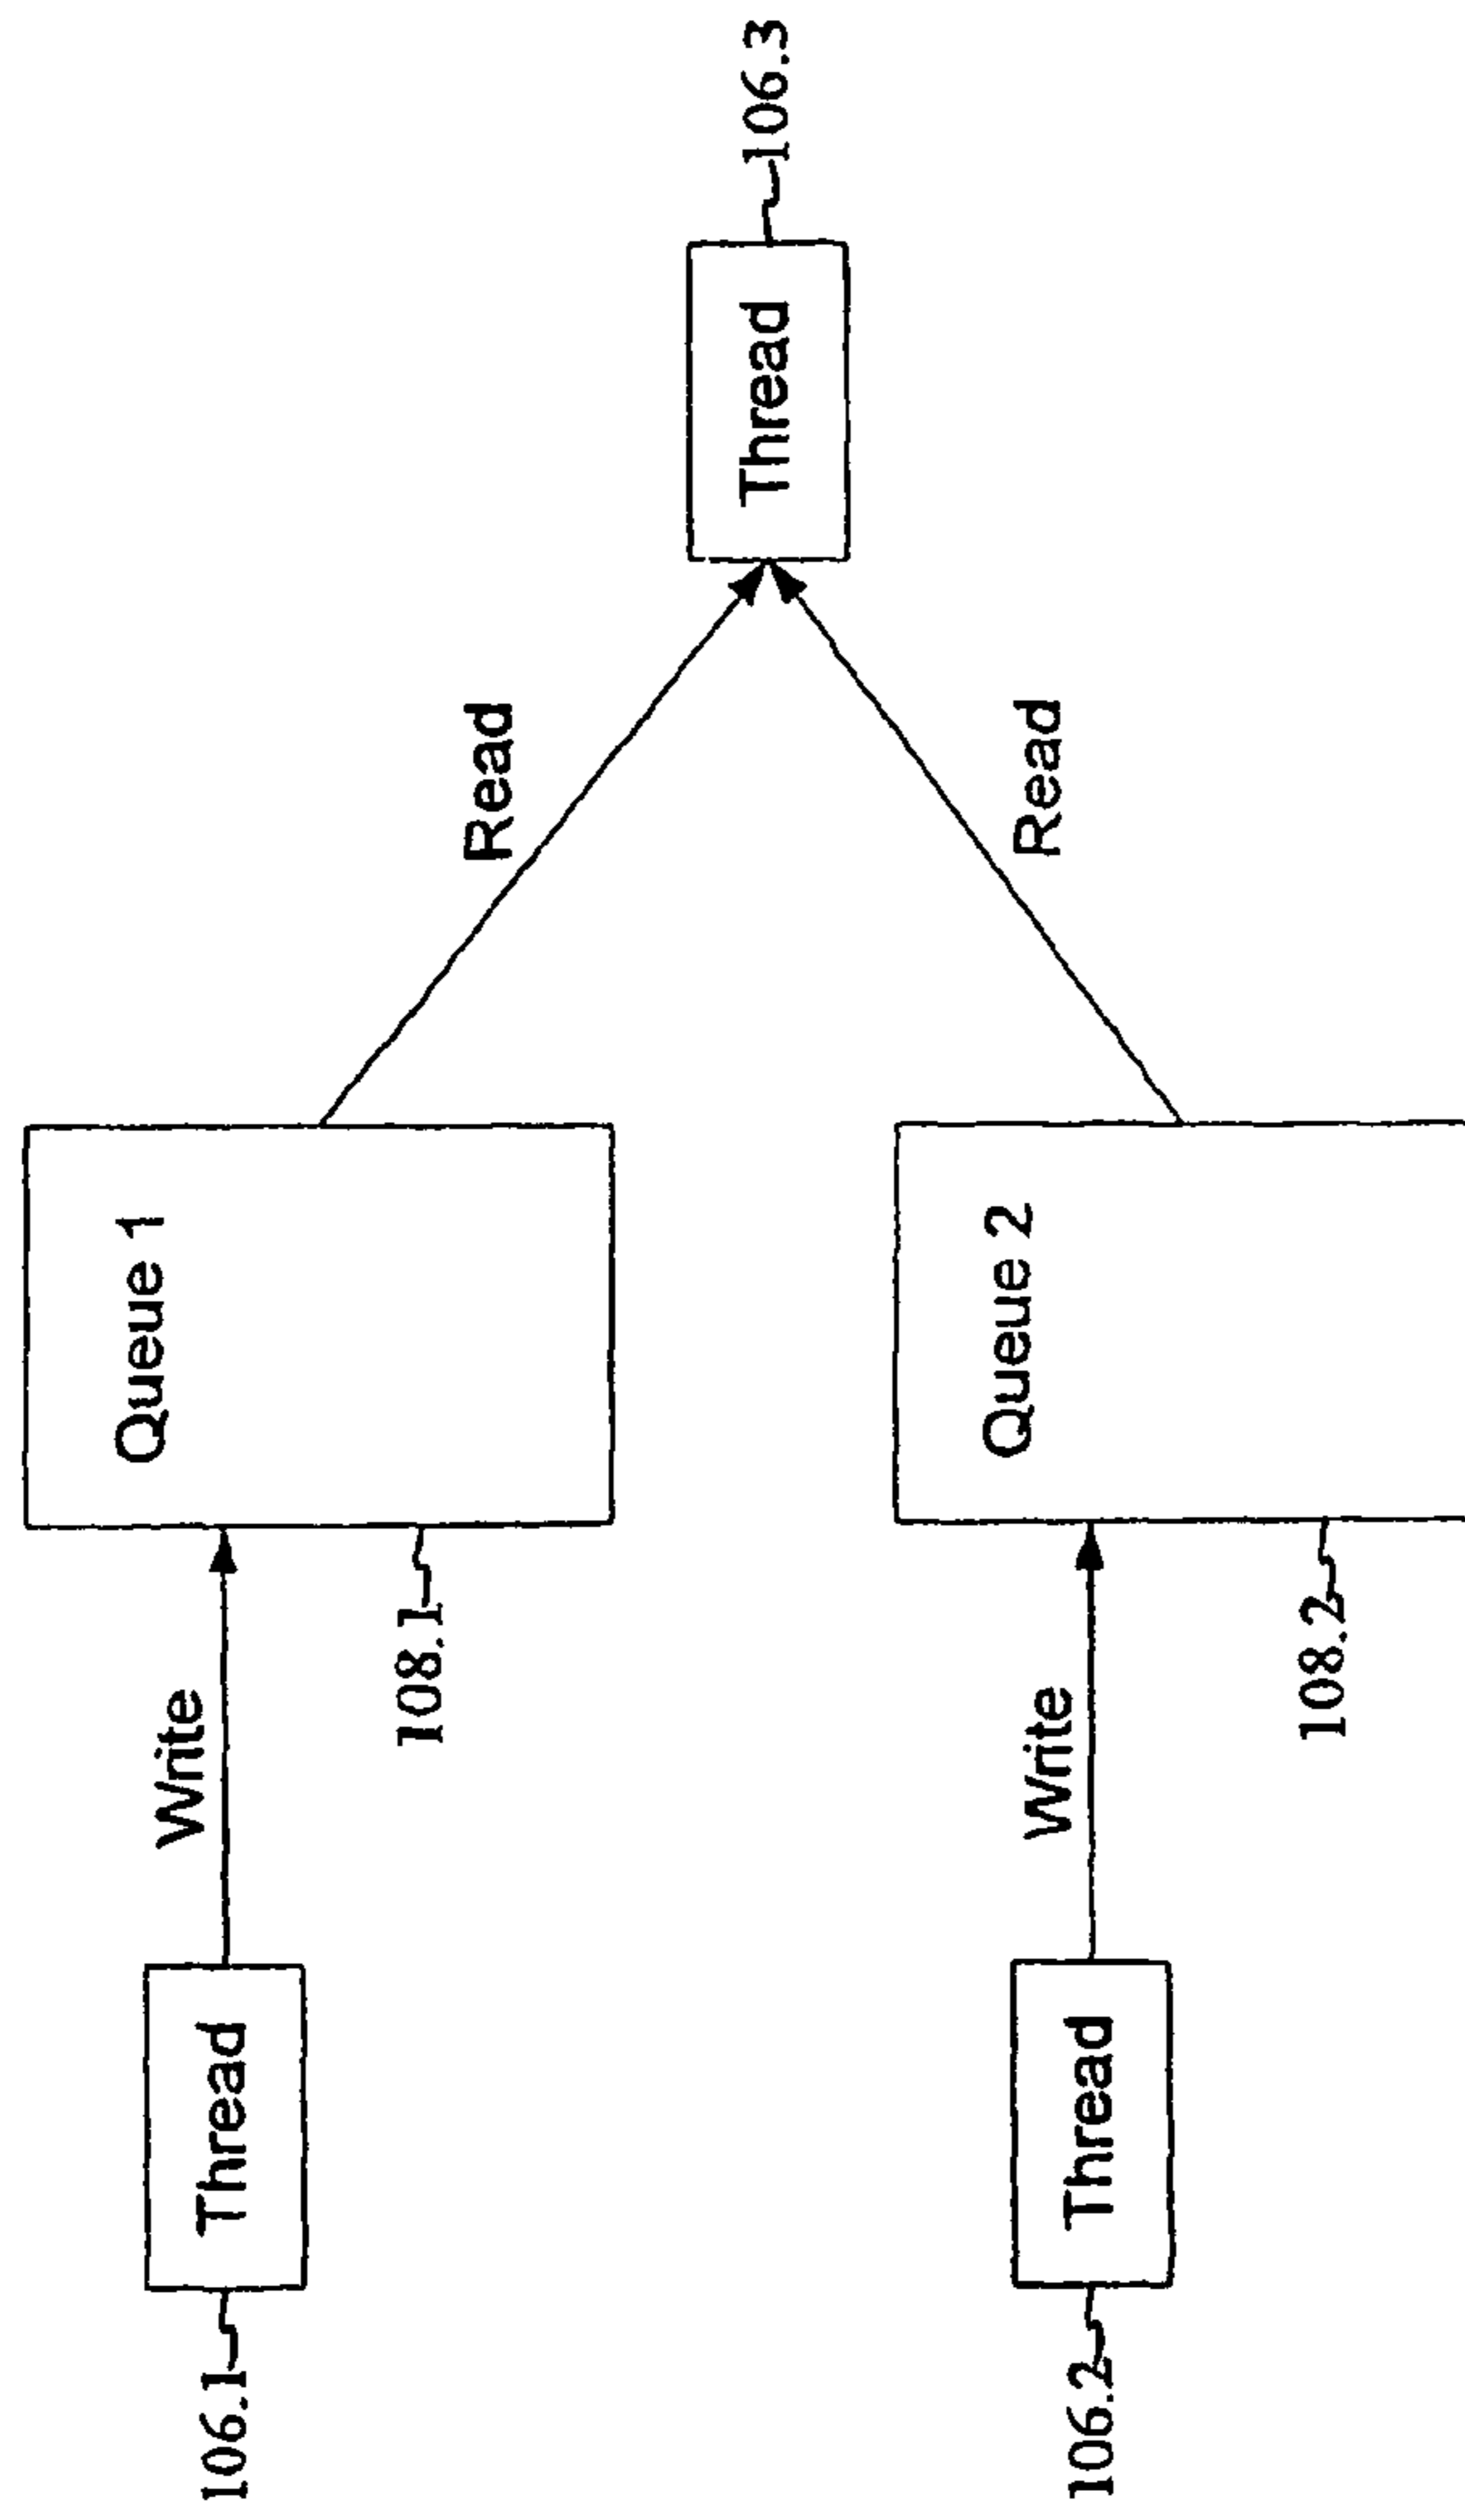 106.1
Thread
Write
108.1
Queue 1
Read
106.2
Thread
Write
108.2
Queue 2
Read
Thread
106.3